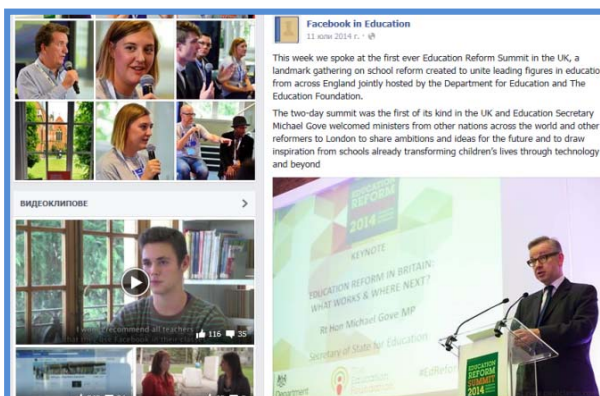 Facebook in Education
11 юли 2014 г. ·
This week we spoke at the first ever Education Reform Summit in the UK, a
landmark gathering on school reform created to unite leading figures in educatio
from across England jointly hosted by the Department for Education and The
Education Foundation.
The two-day summit was the first of its kind in the UK and Education Secretary
Michael Gove welcomed ministers from other nations across the world and other
reformers to London to share ambitions and ideas for the future and to draw
inspiration from schools already transforming children's lives through technology
and beyond
ВИДЕОКЛИПОВЕ
I would recommend all teachers
116 35
EDUCATION
REFORM
2014
KEYNOTE
EDUCATION REFORM IN BRITAIN:
WHAT WORKS & WHERE NEXT?
Rt Hon Michael Gove MP
Secretary of State for Education
#EdRefor
Department
EDUCATION
REFORM
SUMMIT
2014